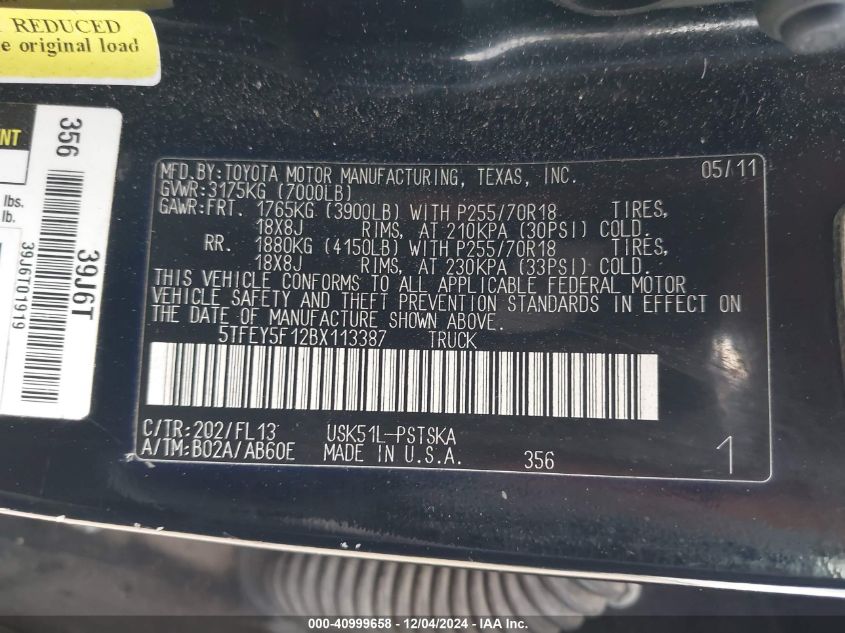 REDUCED
e original load
NT
lbs.
lb.
356
39J6T
39J6T01919
MFD.BY:TOYOTA MOTOR MANUFACTURING, TEXAS, INC. 05/11
GVWR:3175KG (7000LB)
GAWR:FRT. 1765KG (3900LB) WITH P255/70R18 TIRES,
18X8J RIMS, AT 210KPA (30PSI) COLD.
RR. 1880KG (4150LB) WITH P255/70R18 TIRES,
18X8J RIMS, AT 230KPA (33PSI) COLD.
THIS VEHICLE CONFORMS TO ALL APPLICABLE FEDERAL MOTOR
VEHICLE SAFETY AND THEFT PREVENTION STANDARDS IN EFFECT ON
THE DATE OF MANUFACTURE SHOWN ABOVE.
5TFEY5F12BX113387 TRUCK
C/TR:202/FL13 USK51L-PSTSKA
A/TM:B02A/AB60E MADE IN U.S.A. 356 1
000-40999658 - 12/04/2024 - IAA Inc.